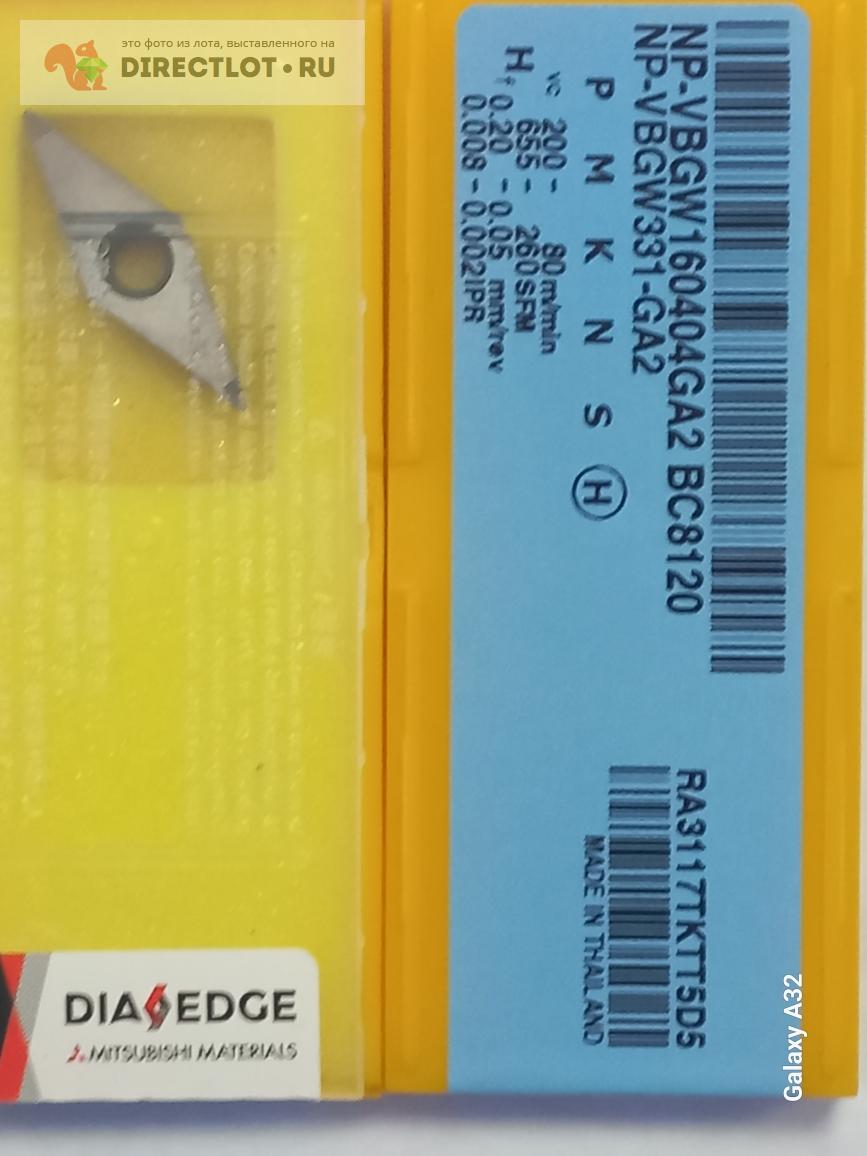 это фото из лота, выставленного на
DIRECTLOT•RU
NP-VBGW160404GA2 BC8120
NP-VBGW331-GA2
P M K N S H
vc 200 - 80 m/min
H 655 - 260 SFM
f 0.20 - 0.05 mm/rev
0.008 - 0.002 IPR
RA3117TKTT5D5
MADE IN THAILAND
DIAEDGE
MITSUBISHI MATERIALS
Galaxy A32